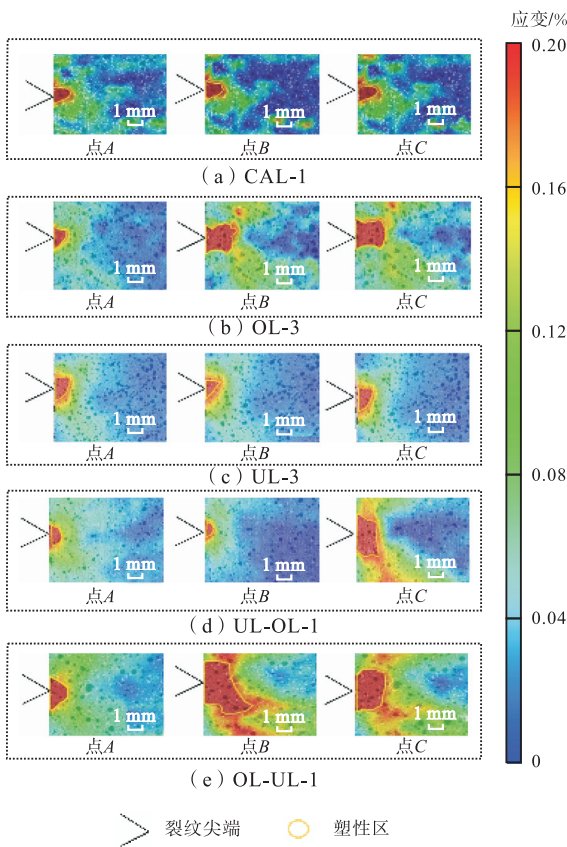 应变/%
0.20
1 mm 1 mm 1 mm
点A 点B 点C
（a）CAL-1
0.16
1 mm 1 mm 1 mm
点A 点B 点C
（b）OL-3
0.12
1 mm 1 mm 1 mm
点A 点B 点C
（c）UL-3
0.08
1 mm 1 mm 1 mm
点A 点B 点C
（d）UL-OL-1
0.04
1 mm 1 mm 1 mm
点A 点B 点C
（e）OL-UL-1
0
裂纹尖端 塑性区